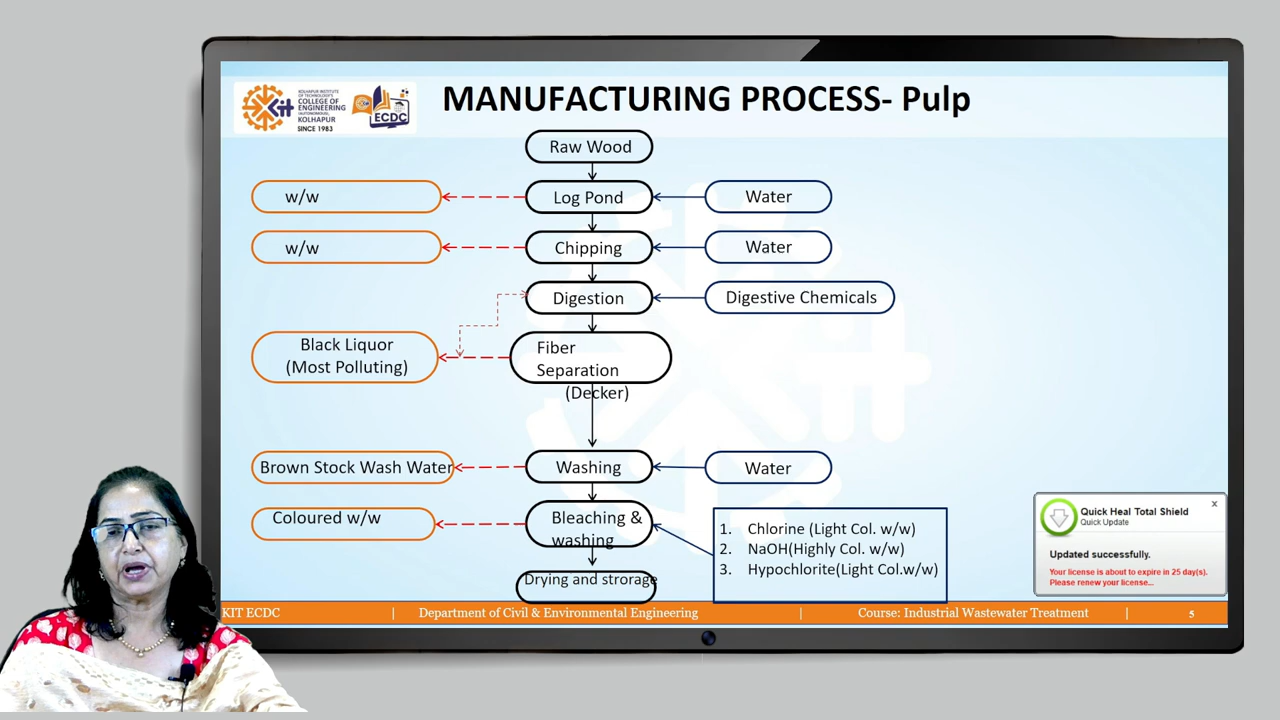 KOLHAPUR INSTITUTE
OF TECHNOLOGY'S
COLLEGE OF
ENGINEERING
(AUTONOMOUS),
KOLHAPUR
SINCE 1983
Kit
ECDC
MANUFACTURING PROCESS- Pulp
Raw Wood
w/w
Log Pond
Water
w/w
Chipping
Water
Digestion
Digestive Chemicals
Black Liquor
(Most Polluting)
Fiber
Separation
(Decker)
Brown Stock Wash Water
Washing
Water
Coloured w/w
Bleaching &
washing
1. Chlorine (Light Col. w/w)
2. NaOH(Highly Col. w/w)
3. Hypochlorite(Light Col.w/w)
Drying and strorage
Quick Heal Total Shield
Quick Update
x
Updated successfully.
Your license is about to expire in 25 day(s).
Please renew your license...
KIT ECDC | Department of Civil & Environmental Engineering | Course: Industrial Wastewater Treatment | 5